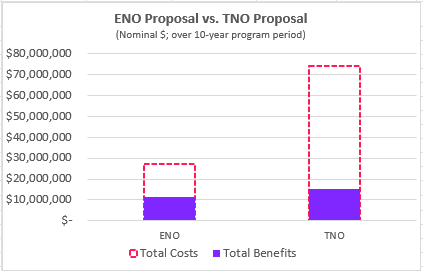 ENO Proposal vs. TNO Proposal
(Nominal $; over 10-year program period)
$80,000,000
$70,000,000
$60,000,000
$50,000,000
$40,000,000
$30,000,000
$20,000,000
$10,000,000
$-
ENO TNO
Total Costs Total Benefits